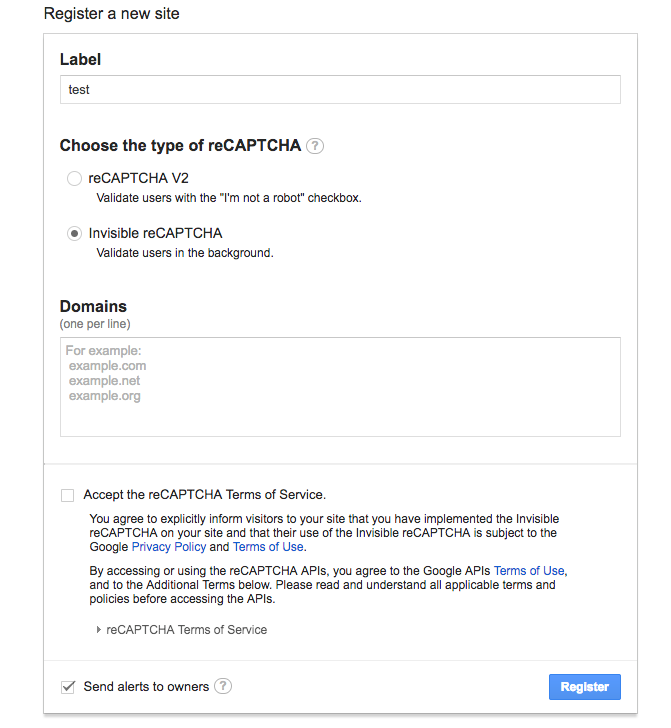 Register a new site
Label
test
Choose the type of reCAPTCHA ?
reCAPTCHA V2
Validate users with the "I'm not a robot" checkbox.
Invisible reCAPTCHA
Validate users in the background.
Domains
(one per line)
For example:
example.com
example.net
example.org
Accept the reCAPTCHA Terms of Service.
You agree to explicitly inform visitors to your site that you have implemented the Invisible
reCAPTCHA on your site and that their use of the Invisible reCAPTCHA is subject to the
Google Privacy Policy and Terms of Use.
By accessing or using the reCAPTCHA APIs, you agree to the Google APIs Terms of Use,
and to the Additional Terms below. Please read and understand all applicable terms and
policies before accessing the APIs.
reCAPTCHA Terms of Service
Send alerts to owners ?
Register